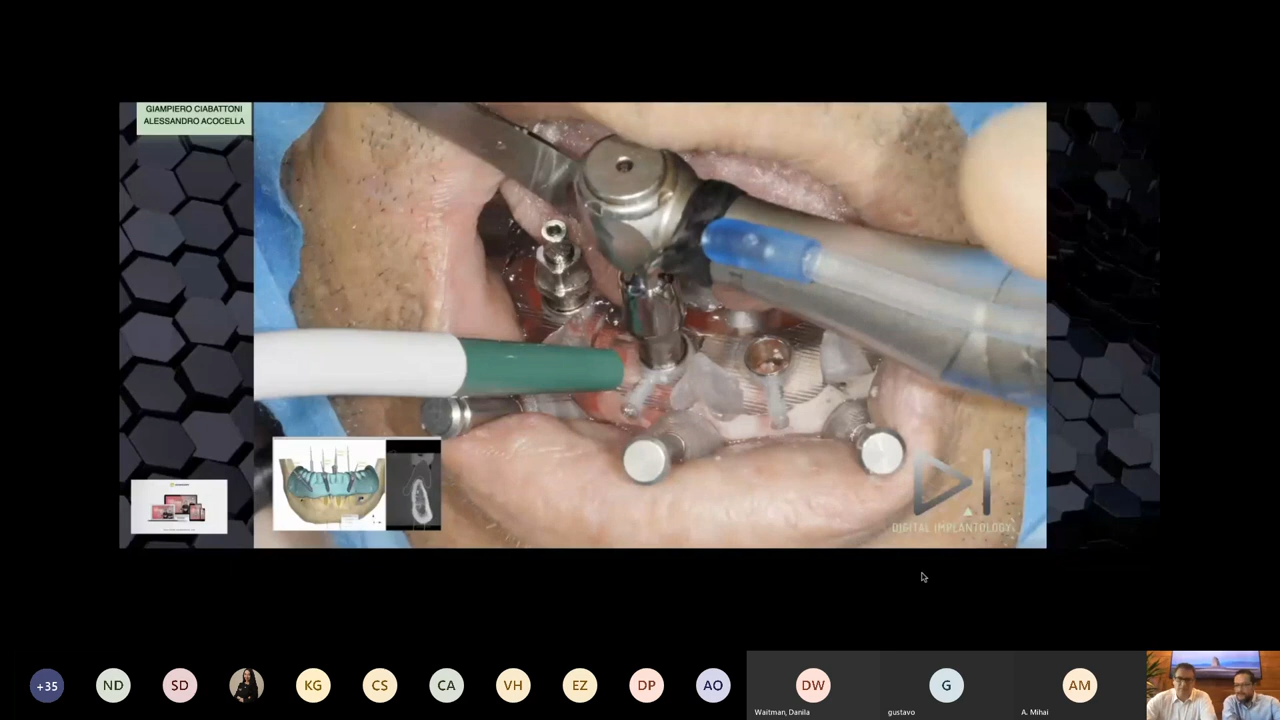 GIAMPIERO CIABATTONI
ALESSANDRO ACOCELLA
DIGITAL IMPLANTOLOGY
+35
ND
SD
KG
CS
CA
VH
EZ
DP
AO
DW
G
AM
Waitman, Danila
gustavo
A. Mihai